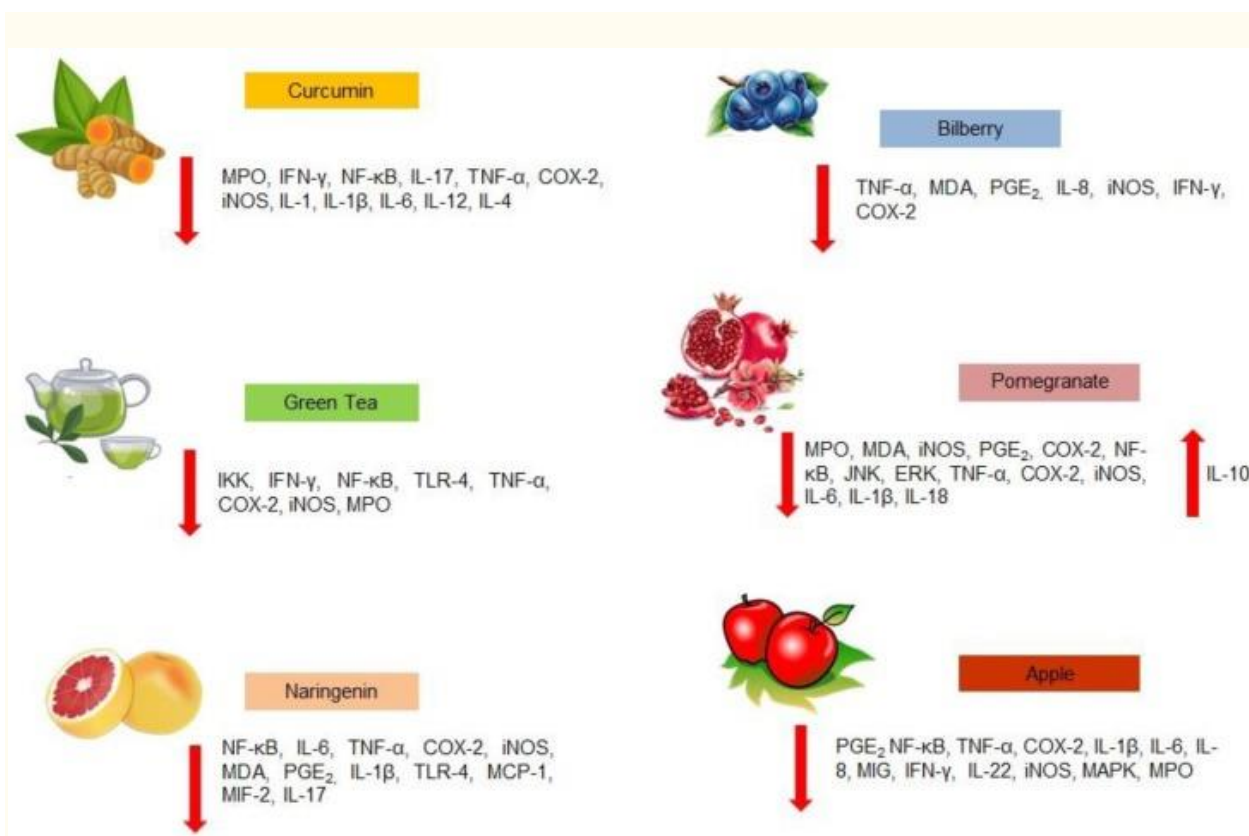 Curcumin
MPO, IFN-γ, NF-κB, IL-17, TNF-α, COX-2,
iNOS, IL-1, IL-1β, IL-6, IL-12, IL-4
Green Tea
IKK, IFN-γ, NF-κB, TLR-4, TNF-α,
COX-2, iNOS, MPO
Naringenin
NF-κB, IL-6, TNF-α, COX-2, iNOS,
MDA, PGE₂, IL-1β, TLR-4, MCP-1,
MIF-2, IL-17
Bilberry
TNF-α, MDA, PGE₂, IL-8, iNOS, IFN-γ,
COX-2
Pomegranate
MPO, MDA, iNOS, PGE₂, COX-2, NF-
κB, JNK, ERK, TNF-α, COX-2, iNOS,
IL-6, IL-1β, IL-18
IL-10
Apple
PGE₂ NF-κB, TNF-α, COX-2, IL-1β, IL-6, IL-
8, MIG, IFN-γ, IL-22, iNOS, MAPK, MPO